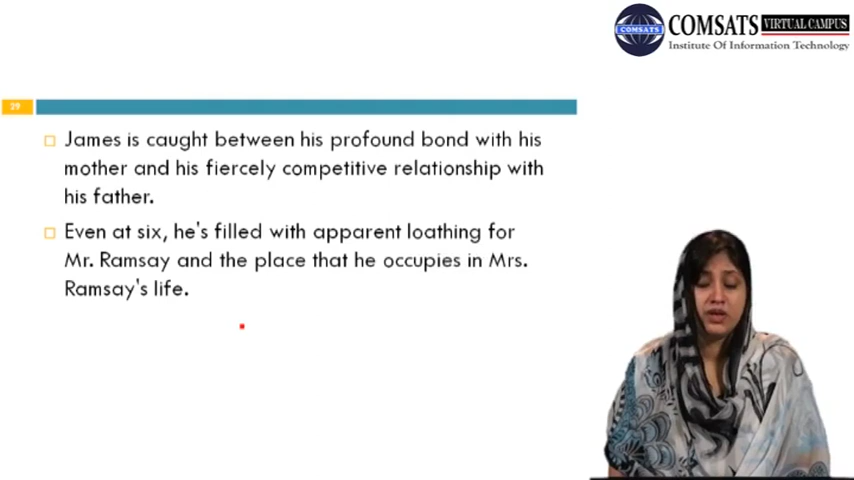 COMSATS VIRTUAL CAMPUS
COMSATS
Institute Of Information Technology
29
James is caught between his profound bond with his
mother and his fiercely competitive relationship with
his father.
Even at six, he's filled with apparent loathing for
Mr. Ramsay and the place that he occupies in Mrs.
Ramsay's life.